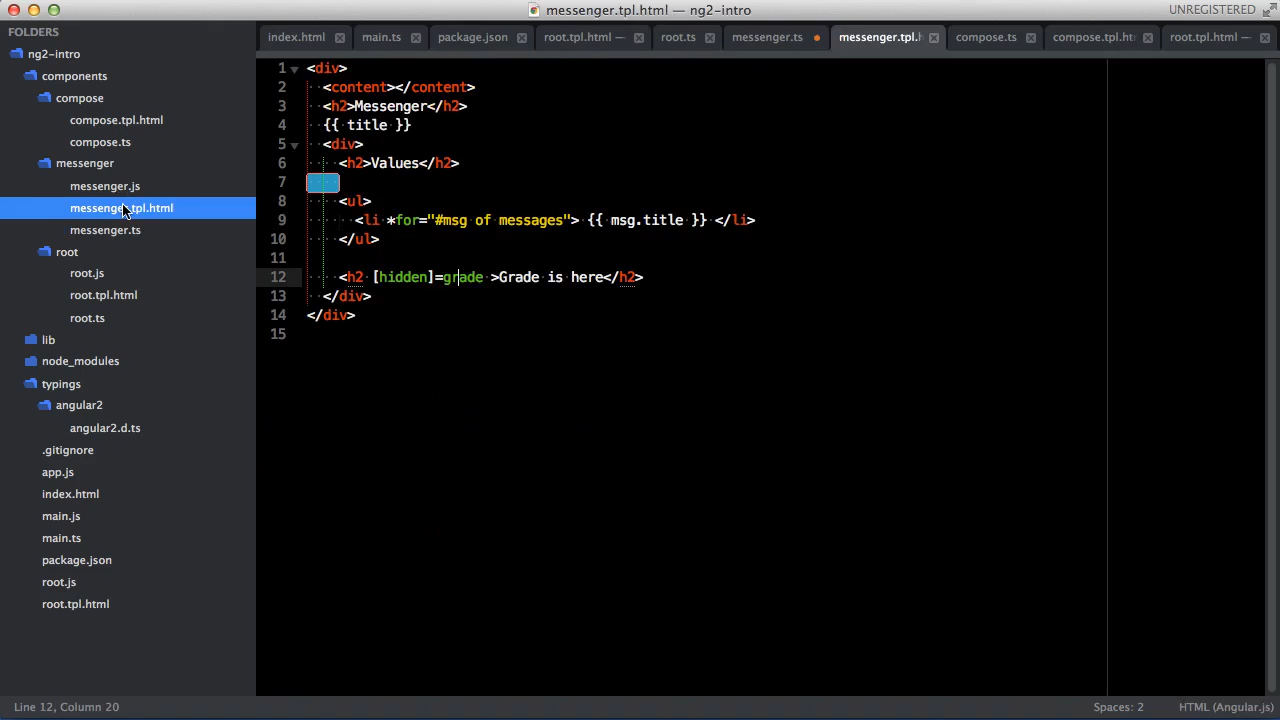 messenger.tpl.html — ng2-intro
UNREGISTERED
FOLDERS
ng2-intro
components
compose
compose.tpl.html
compose.ts
messenger
messenger.js
messenger.tpl.html
messenger.ts
root
root.js
root.tpl.html
root.ts
lib
node_modules
typings
angular2
angular2.d.ts
.gitignore
app.js
index.html
main.js
main.ts
package.json
root.js
root.tpl.html
index.html
main.ts
package.json
root.tpl.html —
root.ts
messenger.ts
messenger.tpl.h
compose.ts
compose.tpl.ht
root.tpl.html —
1 <div>
2 <content></content>
3 <h2>Messenger</h2>
4 {{ title }}
5 <div>
6 <h2>Values</h2>
7
8 <ul>
9 <li *for="#msg of messages"> {{ msg.title }} </li>
10 </ul>
11
12 <h2 [hidden]=grade >Grade is here</h2>
13 </div>
14 </div>
15
Line 12, Column 20
Spaces: 2
HTML (Angular.js)